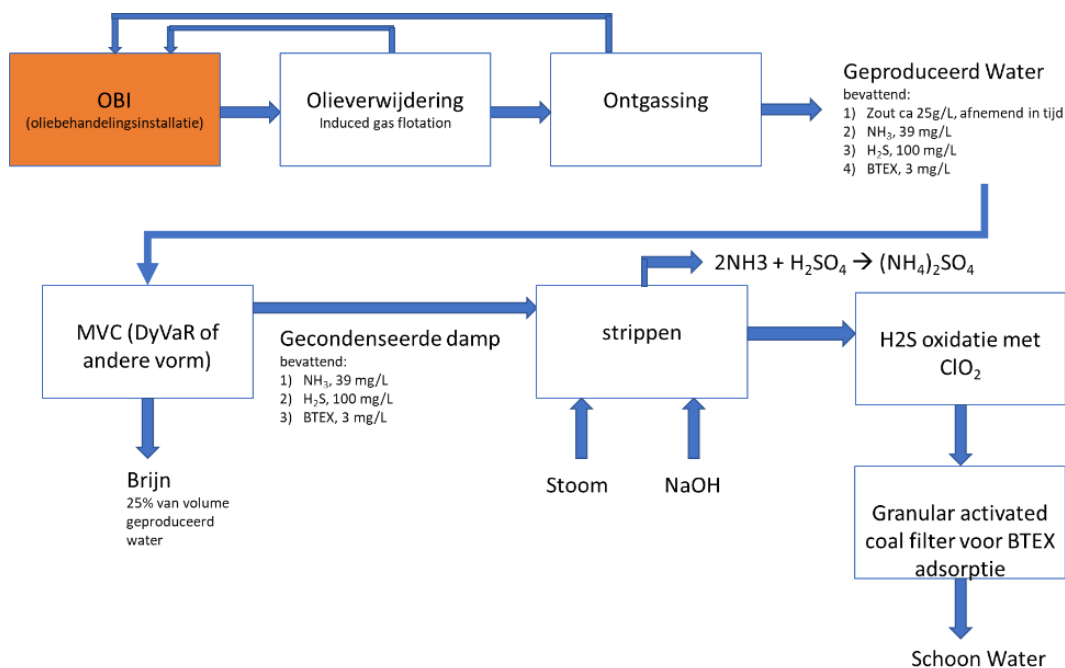 OBI
(oliebehandelingsinstallatie)
Olieverwijdering
Induced gas flotation
Ontgassing
Geproduceerd Water
bevattend:
1) Zout ca 25g/L, afnemend in tijd
2) NH₃, 39 mg/L
3) H₂S, 100 mg/L
4) BTEX, 3 mg/L
MVC (DyVaR of
andere vorm)
Gecondenseerde damp
bevattend:
1) NH₃, 39 mg/L
2) H₂S, 100 mg/L
3) BTEX, 3 mg/L
strippen
2NH3 + H₂SO₄ → (NH₄)₂SO₄
H2S oxidatie met
ClO₂
Brijn
25% van volume
geproduceerd
water
Stoom
NaOH
Granular activated
coal filter voor BTEX
adsorptie
Schoon Water